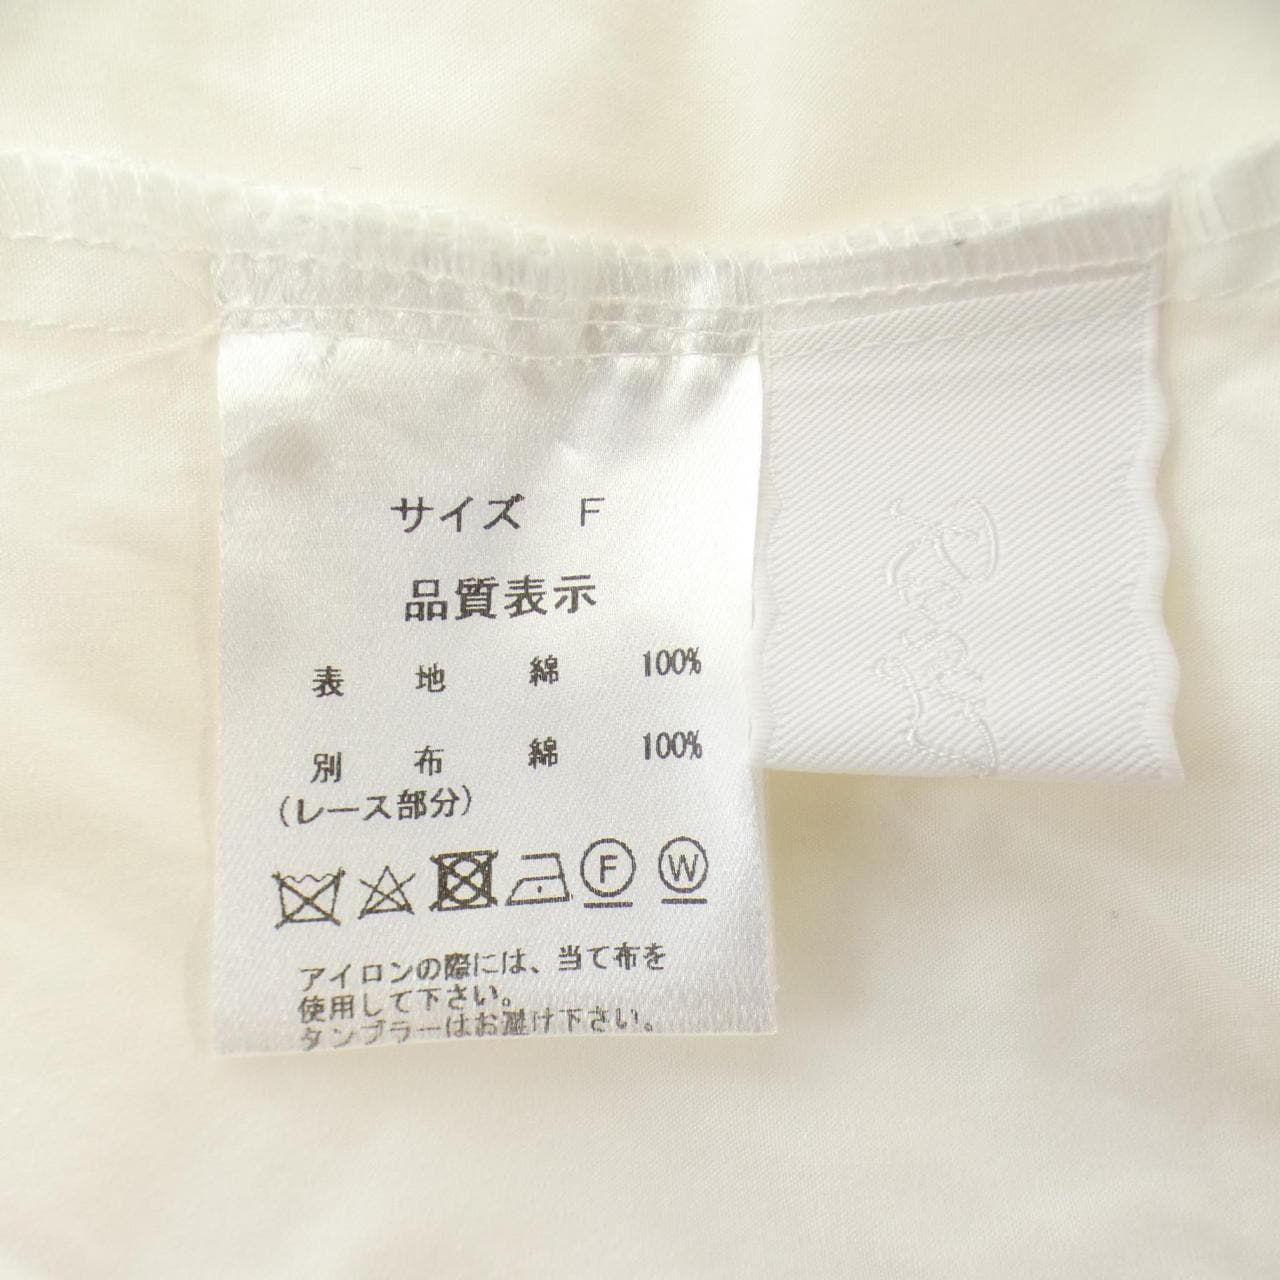 サイズ F
品質表示
表 地 綿 100%
別 布 綿 100%
(レース部分)
F W
アイロンの際には、当て布を
使用して下さい。
タンブラーはお避け下さい。